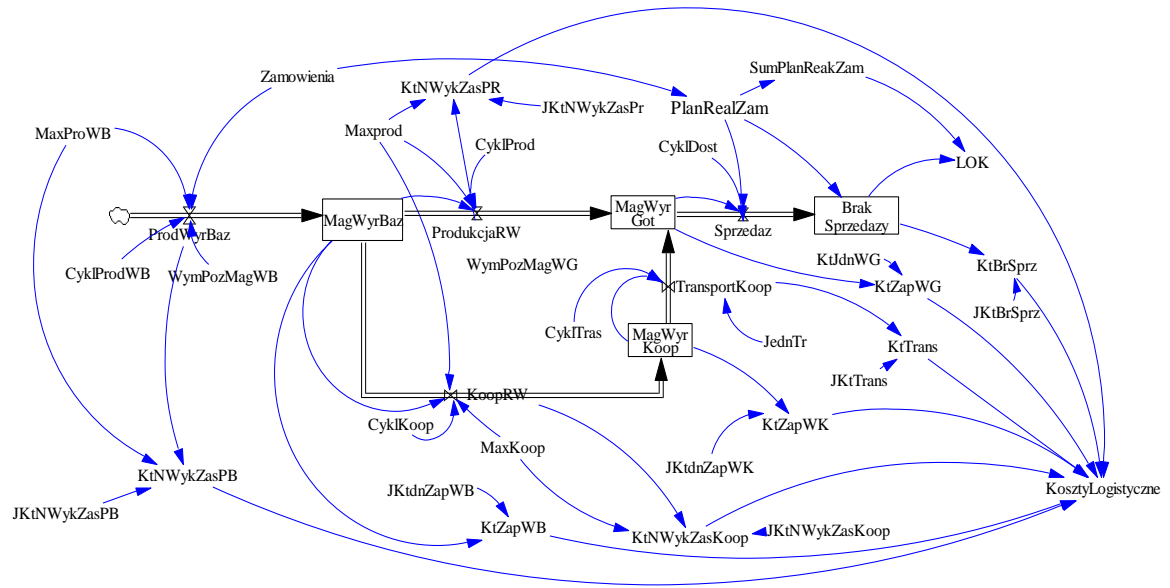 Zamowienia
SumPlanReakZam
KtNWykZasPR
JKtNWykZasPr
PlanRealZam
MaxProWB
Maxprod
CyklProd
CyklDost
LOK
MagWyrBaz
MagWyr
Got
Brak
Sprzedazy
ProdWyrBaz
ProdukcjaRW
Sprzedaz
CyklProdWB
WymPozMagWB
WymPozMagWG
KtJdnWG
KtBrSprz
TransportKoop
KtZapWG
JKtBrSprz
CyklTras
MagWyr
Koop
JednTr
KtTrans
JKtTrans
KoopRW
CyklKoop
KtZapWK
MaxKoop
JKtdnZapWK
KtNWykZasPB
JKtdnZapWB
KosztyLogistyczne
JKtNWykZasPB
KtZapWB
KtNWykZasKoop
JKtNWykZasKoop